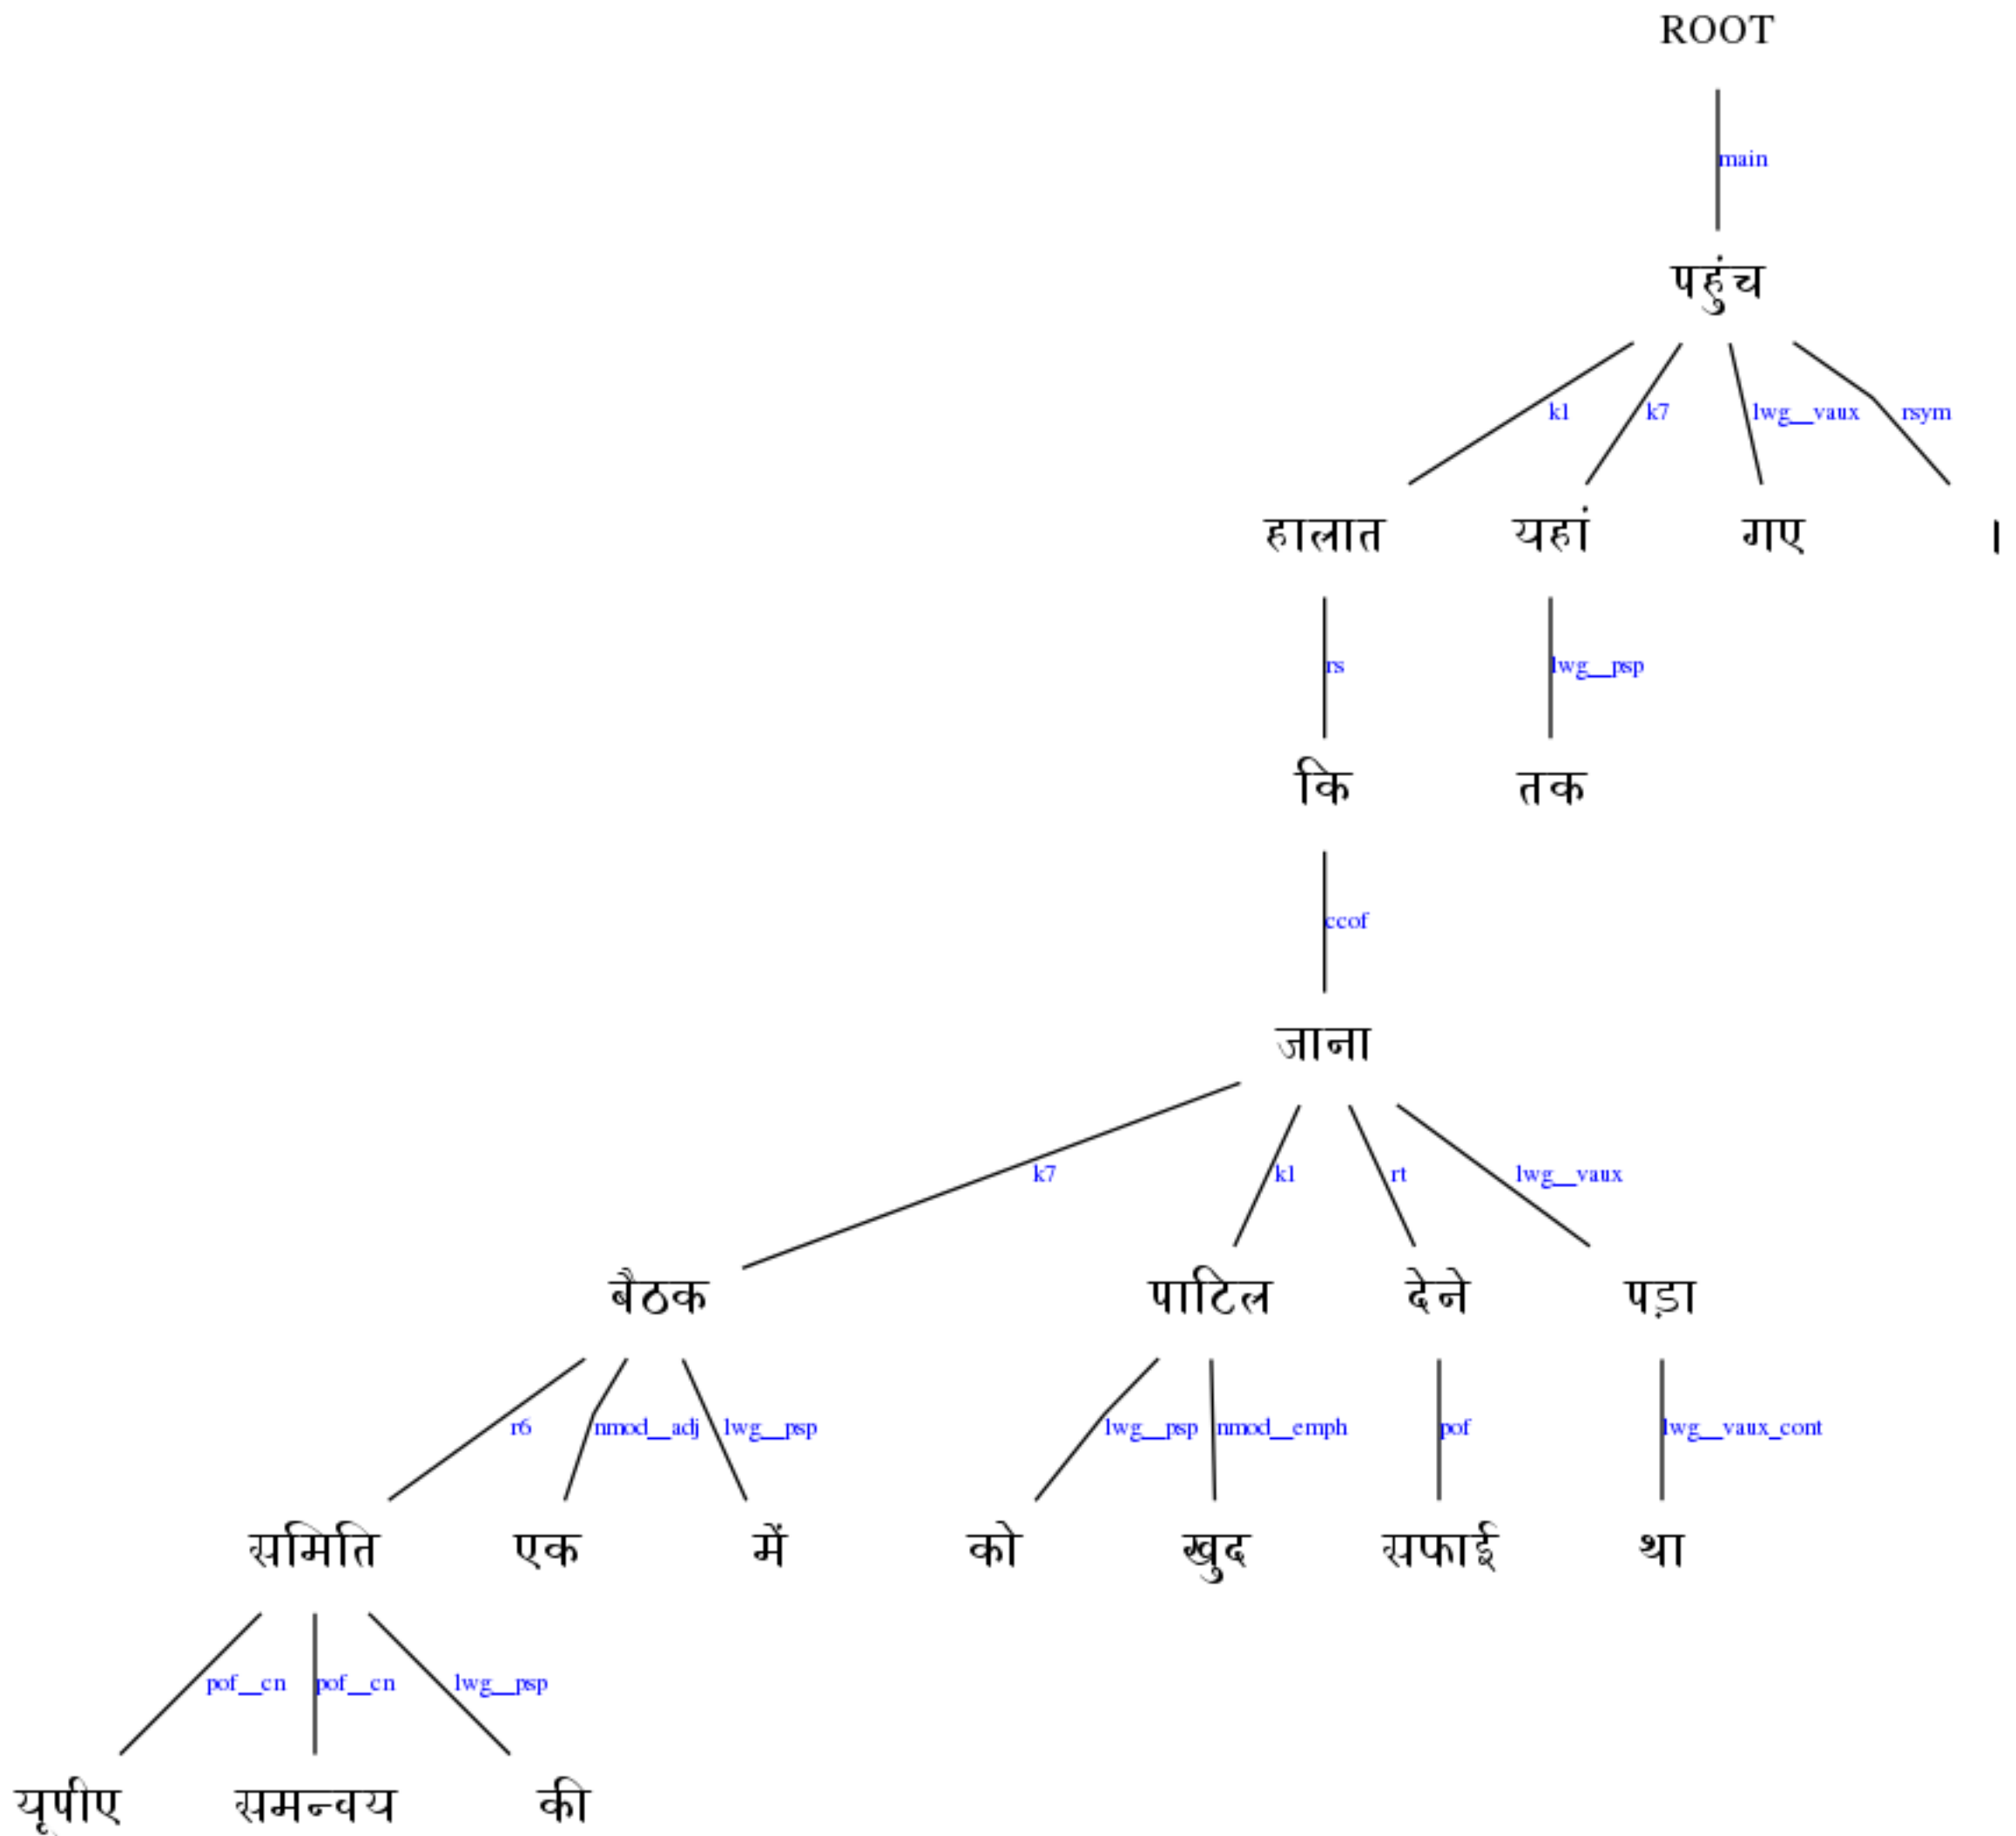 ROOT
main
पहुंच
k1 k7 lwg__vaux rsym
हालात यहां गए ।
rs lwg__psp
कि तक
ccof
जाना
k7 k1 rt lwg__vaux
बैठक पाटिल देने पड़ा
r6 nmod__adj lwg__psp lwg__psp nmod__emph pof lwg__vaux_cont
समिति एक में को खुद सफाई था
pof__cn pof__cn lwg__psp
यूपीए समन्वय की